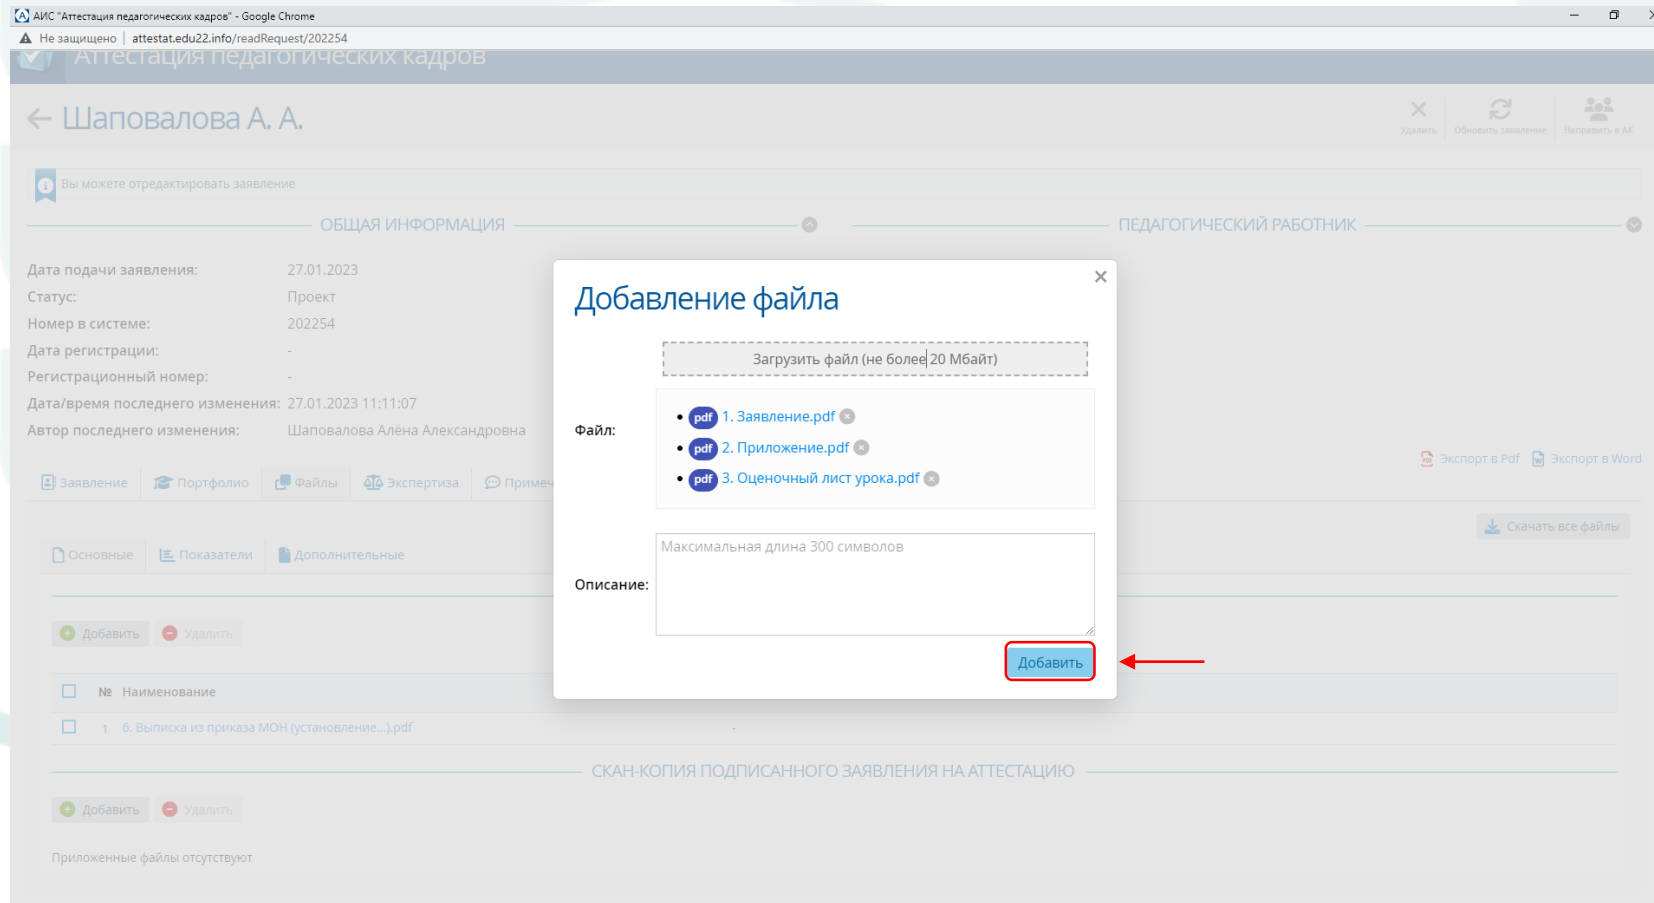 АИС "Аттестация педагогических кадров" - Google Chrome
Не защищено | attestat.edu22.info/readRequest/202254
Аттестация педагогических кадров
← Шаповалова А. А.
Удалить Обновить заявление Направить в АК
Вы можете отредактировать заявление
ОБЩАЯ ИНФОРМАЦИЯ
ПЕДАГОГИЧЕСКИЙ РАБОТНИК
Дата подачи заявления: 27.01.2023
Статус: Проект
Номер в системе: 202254
Дата регистрации: -
Регистрационный номер: -
Дата/время последнего изменения: 27.01.2023 11:11:07
Автор последнего изменения: Шаповалова Алёна Александровна
Экспорт в Pdf Экспорт в Word
Заявление Портфолио Файлы Экспертиза Примеч
Скачать все файлы
Основные Показатели Дополнительные
Добавить Удалить
№ Наименование
1 6. Выписка из приказа МОН (установление...).pdf -
СКАН-КОПИЯ ПОДПИСАННОГО ЗАЯВЛЕНИЯ НА АТТЕСТАЦИЮ
Добавить Удалить
Приложенные файлы отсутствуют
Добавление файла
Загрузить файл (не более 20 Мбайт)
Файл:
pdf 1. Заявление.pdf
pdf 2. Приложение.pdf
pdf 3. Оценочный лист урока.pdf
Описание:
Максимальная длина 300 символов
Добавить